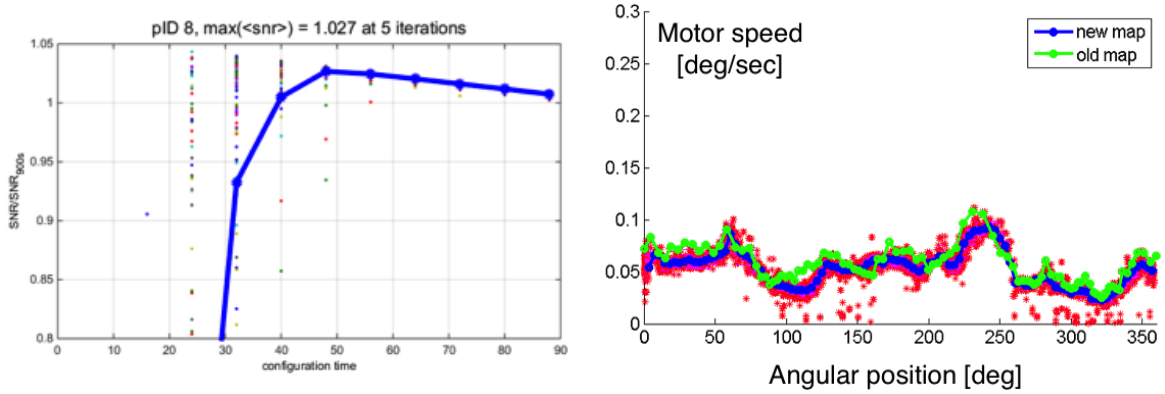 pID 8, max(<snr>) = 1.027 at 5 iterations
1.05
1
0.95
0.9
0.85
0.8
SNR/SNR900s
0 10 20 30 40 50 60 70 80 90
configuration time
0.3
0.25
0.2
0.15
0.1
0.05
0
Motor speed
[deg/sec]
new map
old map
0 50 100 150 200 250 300 350
Angular position [deg]